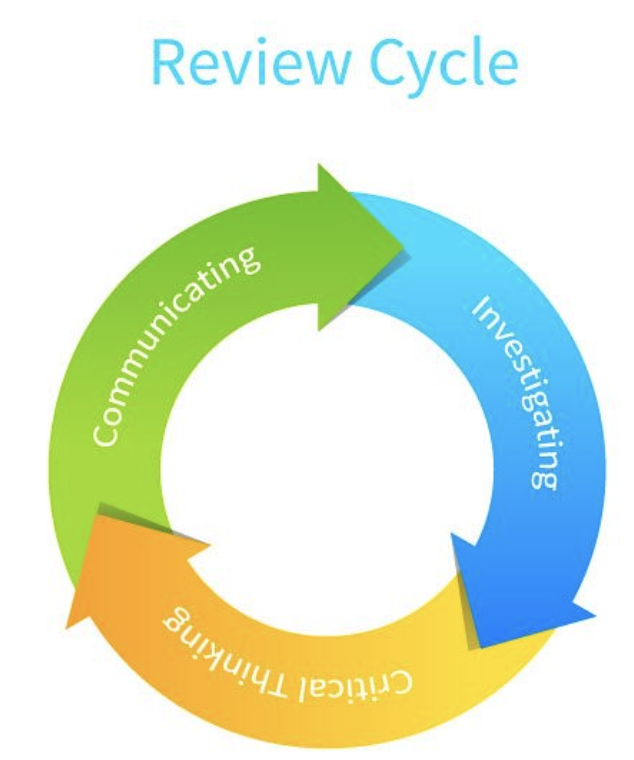 Review Cycle
Communicating
Investigating
Critical Thinking